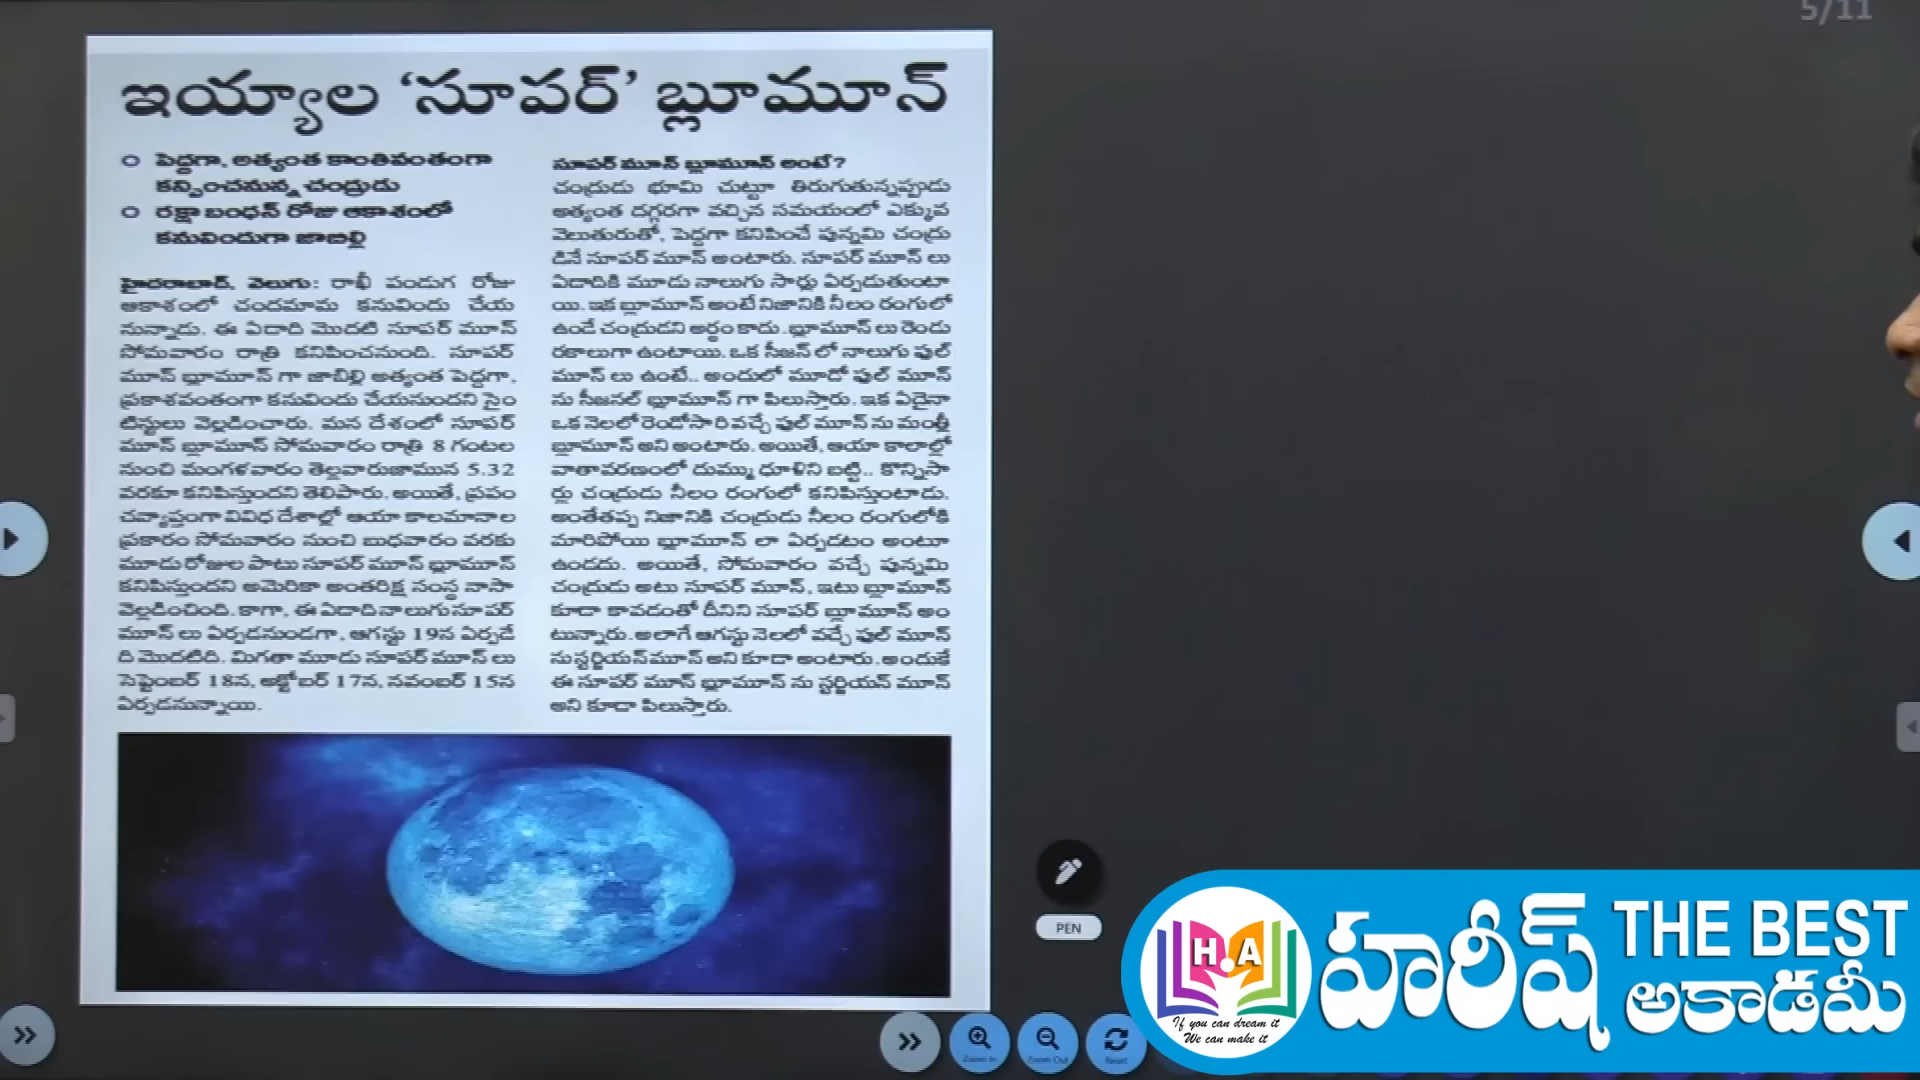 5/11
ఇయ్యాల ‘సూపర్’ బ్లూమూన్
పెద్దగా, అత్యంత కాంతివంతంగా
కన్పించనున్న చంద్రుడు
రక్షా బంధన్ రోజు ఆకాశంలో
కనువిందుగా జాబిల్లి
హైదరాబాద్, వెలుగు: రాఖీ పండుగ రోజు
ఆకాశంలో చందమామ కనువిందు చేయ
నున్నాడు. ఈ ఏడాది మొదటి సూపర్ మూన్
సోమవారం రాత్రి కనిపించనుంది. సూపర్
మూన్ బ్లూమూన్ గా జాబిల్లి అత్యంత పెద్దగా,
ప్రకాశవంతంగా కనువిందు చేయనుందని సైం
టిస్టులు వెల్లడించారు. మన దేశంలో సూపర్
మూన్ బ్లూమూన్ సోమవారం రాత్రి 8 గంటల
నుంచి మంగళవారం తెల్లవారుజామున 5.32
వరకూ కనిపిస్తుందని తెలిపారు. అయితే, ప్రపం
చవ్యాప్తంగా వివిధ దేశాల్లో ఆయా కాలమానాల
ప్రకారం సోమవారం నుంచి బుధవారం వరకు
మూడు రోజుల పాటు సూపర్ మూన్ బ్లూమూన్
కనిపిస్తుందని అమెరికా అంతరిక్ష సంస్థ నాసా
వెల్లడించింది. కాగా, ఈ ఏడాది నాలుగు సూపర్
మూన్ లు ఏర్పడనుండగా, ఆగస్టు 19న ఏర్పడే
ది మొదటిది. మిగతా మూడు సూపర్ మూన్ లు
సెప్టెంబర్ 18న, అక్టోబర్ 17న, నవంబర్ 15న
ఏర్పడనున్నాయి.
సూపర్ మూన్ బ్లూమూన్ అంటే?
చంద్రుడు భూమి చుట్టూ తిరుగుతున్నప్పుడు
అత్యంత దగ్గరగా వచ్చిన సమయంలో ఎక్కువ
వెలుతురుతో, పెద్దగా కనిపించే పున్నమి చంద్రు
డినే సూపర్ మూన్ అంటారు. సూపర్ మూన్ లు
ఏడాదికి మూడు నాలుగు సార్లు ఏర్పడుతుంటా
యి. ఇక బ్లూమూన్ అంటే నిజానికి నీలం రంగులో
ఉండే చంద్రుడని అర్థం కాదు. బ్లూమూన్ లు రెండు
రకాలుగా ఉంటాయి. ఒక సీజన్ లో నాలుగు ఫుల్
మూన్ లు ఉంటే.. అందులో మూడో ఫుల్ మూన్
ను సీజనల్ బ్లూమూన్ గా పిలుస్తారు. ఇక ఏదైనా
ఒక నెలలో రెండోసారి వచ్చే ఫుల్ మూన్ ను మంత్లీ
బ్లూమూన్ అని అంటారు. అయితే, ఆయా కాలాల్లో
వాతావరణంలో దుమ్ము ధూళిని బట్టి.. కొన్నిసా
ర్లు చంద్రుడు నీలం రంగులో కనిపిస్తుంటాడు.
అంతేతప్ప నిజానికి చంద్రుడు నీలం రంగులోకి
మారిపోయి బ్లూమూన్ లా ఏర్పడటం అంటూ
ఉండదు. అయితే, సోమవారం వచ్చే పున్నమి
చంద్రుడు అటు సూపర్ మూన్, ఇటు బ్లూమూన్
కూడా కావడంతో దీనిని సూపర్ బ్లూమూన్ అం
టున్నారు. అలాగే ఆగస్టు నెలలో వచ్చే ఫుల్ మూన్
ను స్టర్జియన్ మూన్ అని కూడా అంటారు. అందుకే
ఈ సూపర్ మూన్ బ్లూమూన్ ను స్టర్జియన్ మూన్
అని కూడా పిలుస్తారు.
PEN
Zoom In
Zoom Out
Reset
H.A
If you can dream it
We can make it
హరీష్
THE BEST
అకాడమీ